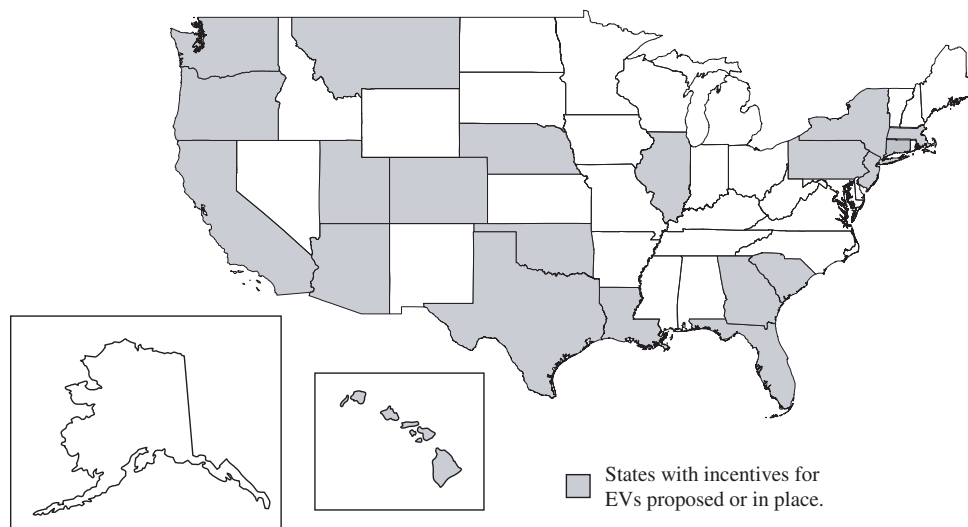 States with incentives for
EVs proposed or in place.